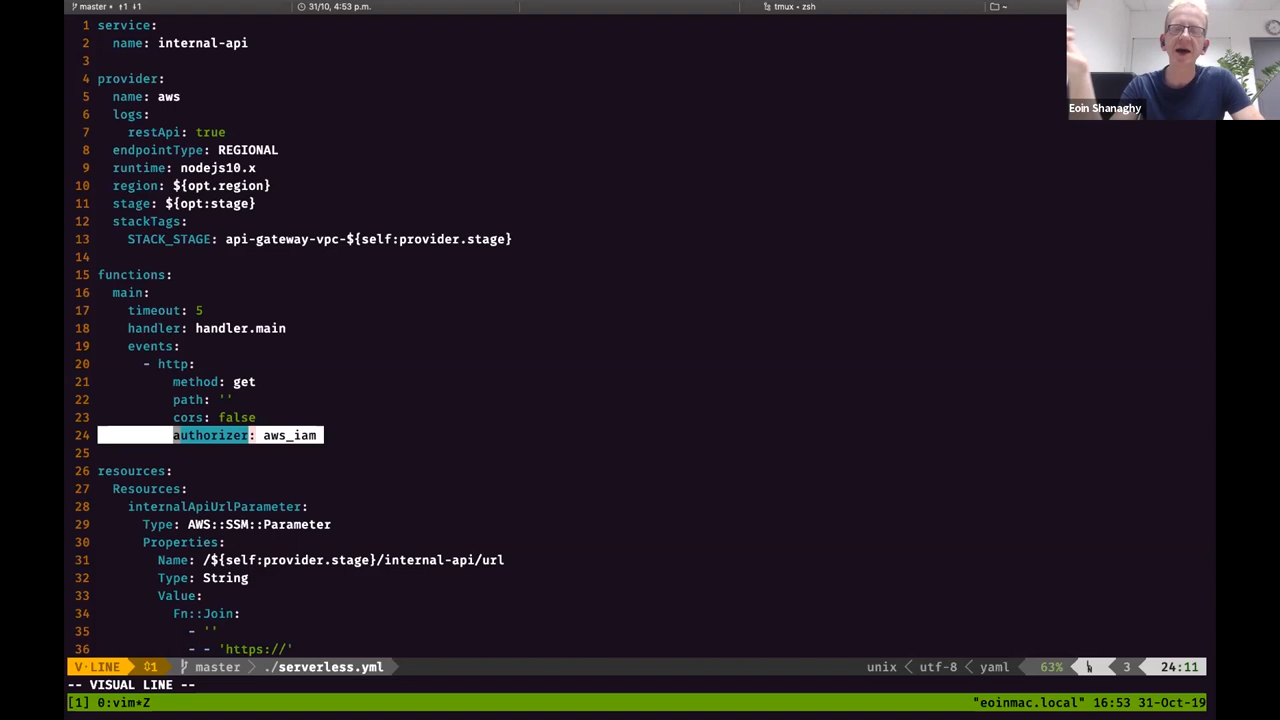 master • ↑1 ↓1
31/10, 4:53 p.m.
tmux • zsh
~
Eoin Shanaghy
1 service:
2   name: internal-api
3
4 provider:
5   name: aws
6   logs:
7     restApi: true
8   endpointType: REGIONAL
9   runtime: nodejs10.x
10   region: ${opt.region}
11   stage: ${opt:stage}
12   stackTags:
13     STACK_STAGE: api-gateway-vpc-${self:provider.stage}
14
15 functions:
16   main:
17     timeout: 5
18     handler: handler.main
19     events:
20       - http:
21           method: get
22           path: ''
23           cors: false
24           authorizer: aws_iam
25
26 resources:
27   Resources:
28     internalApiUrlParameter:
29       Type: AWS::SSM::Parameter
30       Properties:
31         Name: /${self:provider.stage}/internal-api/url
32         Type: String
33         Value:
34           Fn::Join:
35             - ''
36             - - 'https://'
V·LINE 1 master ./serverless.yml unix < utf-8 < yaml 63% 3 24:11
-- VISUAL LINE --
[1] 0:vim*Z "eoinmac.local" 16:53 31-Oct-19